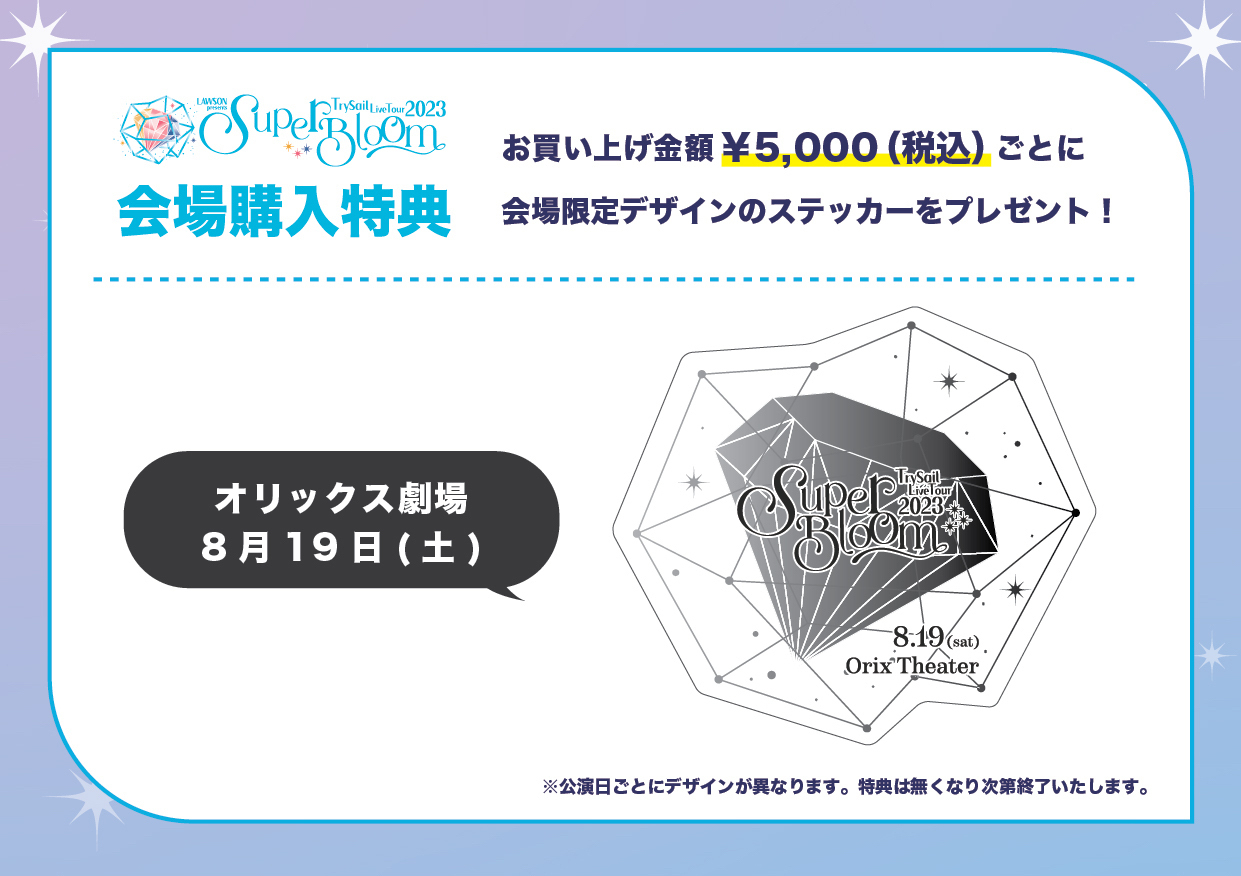 LAWSON
presents
TrySail LiveTour 2023
SuperBloom
会場購入特典
お買い上げ金額 ¥5,000（税込）ごとに
会場限定デザインのステッカーをプレゼント！
オリックス劇場
8月19日(土)
TrySail
LiveTour
2023
Super
Bloom
8.19(sat)
Orix Theater
※公演日ごとにデザインが異なります。特典は無くなり次第終了いたします。